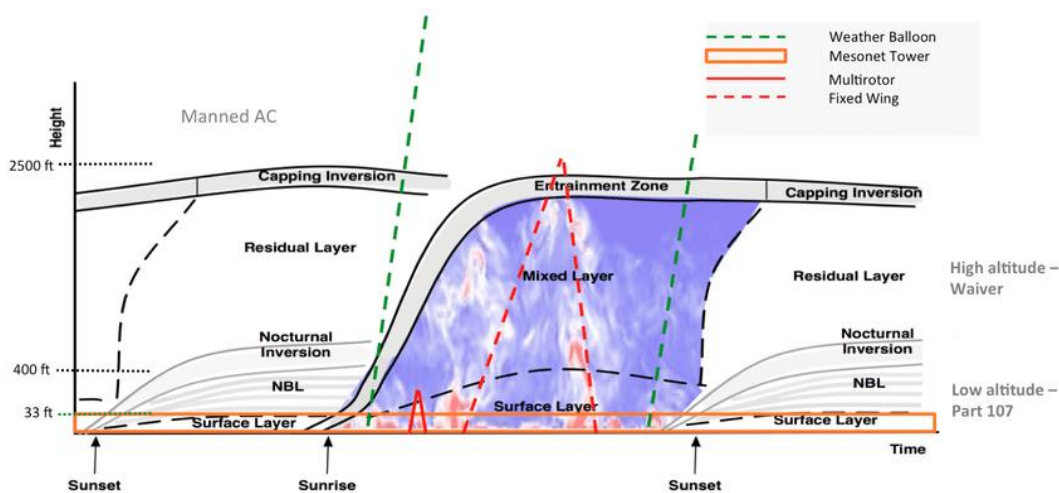 Weather Balloon
Mesonet Tower
Multirotor
Fixed Wing
Height
Manned AC
2500 ft
Capping Inversion
Entrainment Zone
Capping Inversion
Residual Layer
Mixed Layer
Residual Layer
High altitude –
Waiver
Nocturnal
Inversion
Nocturnal
Inversion
400 ft
NBL
NBL
Low altitude –
Part 107
Surface Layer
33 ft
Surface Layer
Surface Layer
Time
Sunset
Sunrise
Sunset